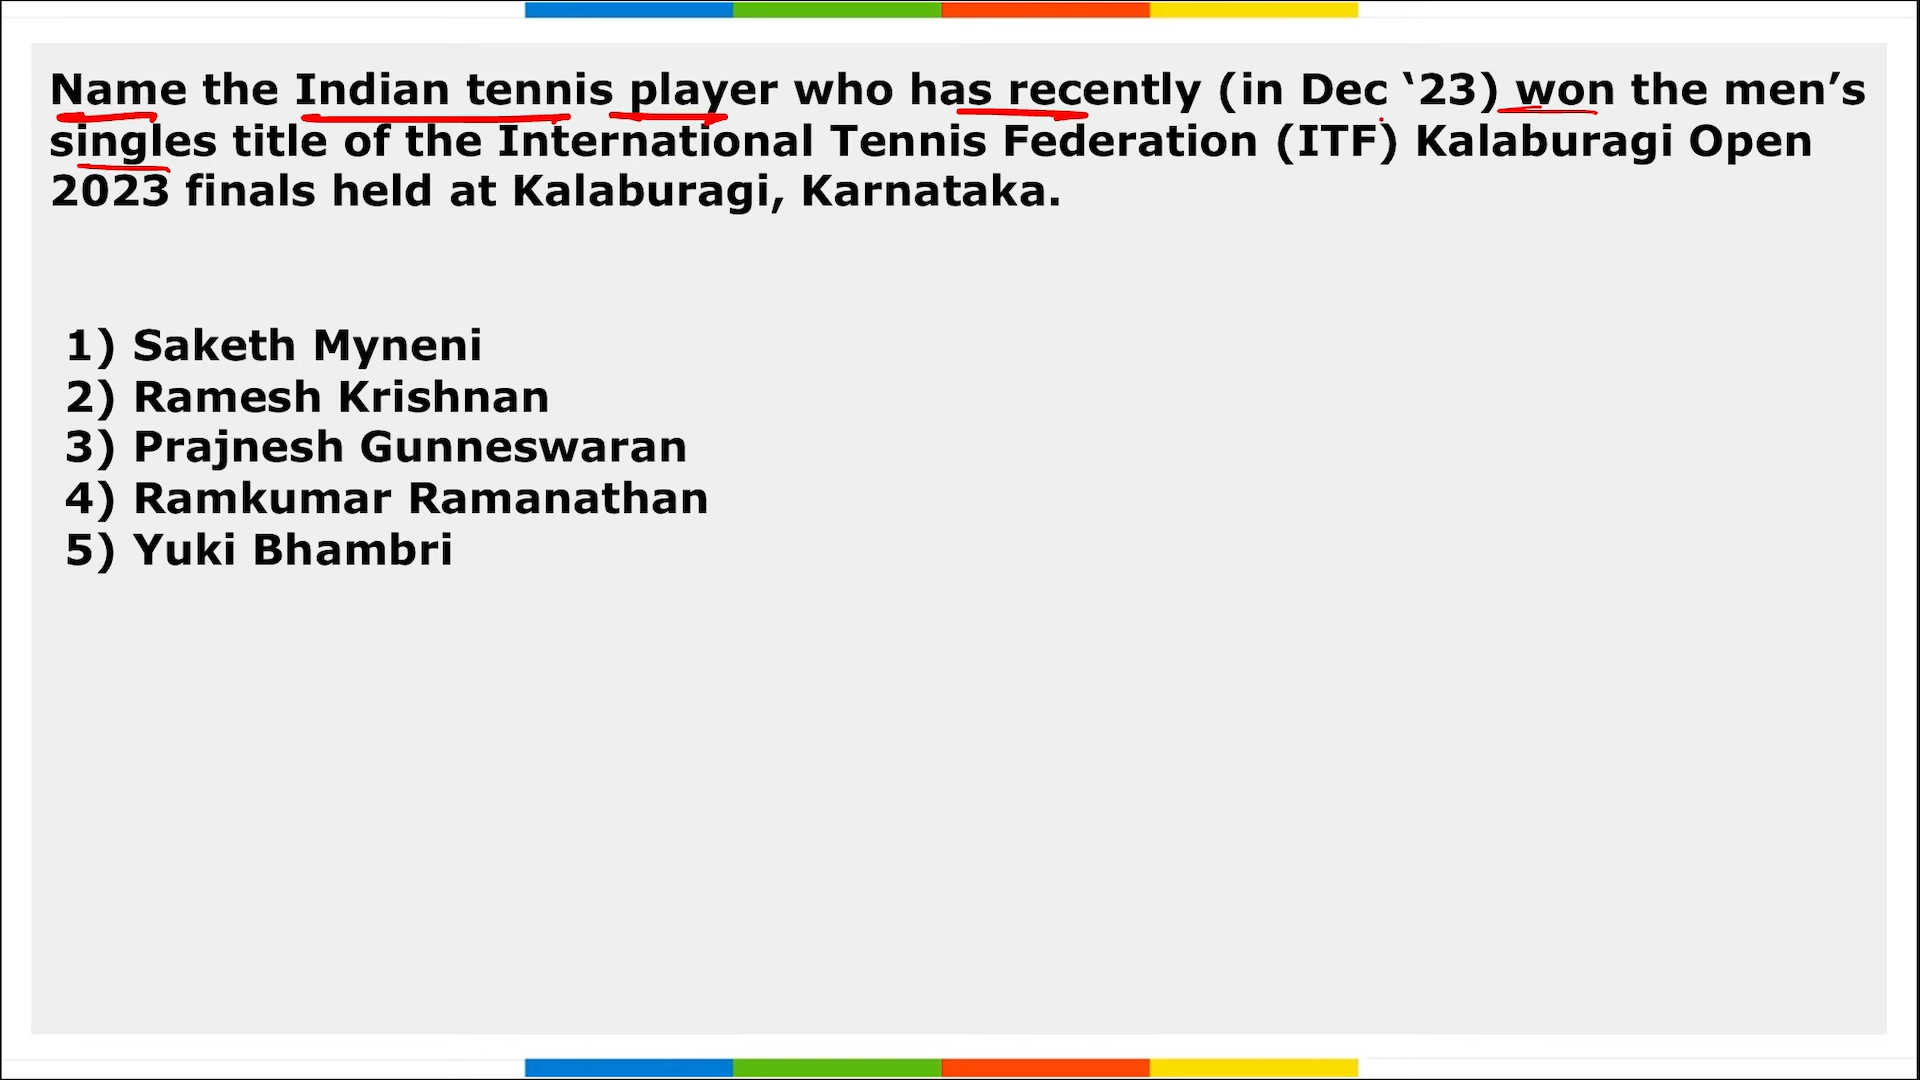 Name the Indian tennis player who has recently (in Dec ‘23) won the men’s
singles title of the International Tennis Federation (ITF) Kalaburagi Open
2023 finals held at Kalaburagi, Karnataka.
1) Saketh Myneni
2) Ramesh Krishnan
3) Prajnesh Gunneswaran
4) Ramkumar Ramanathan
5) Yuki Bhambri